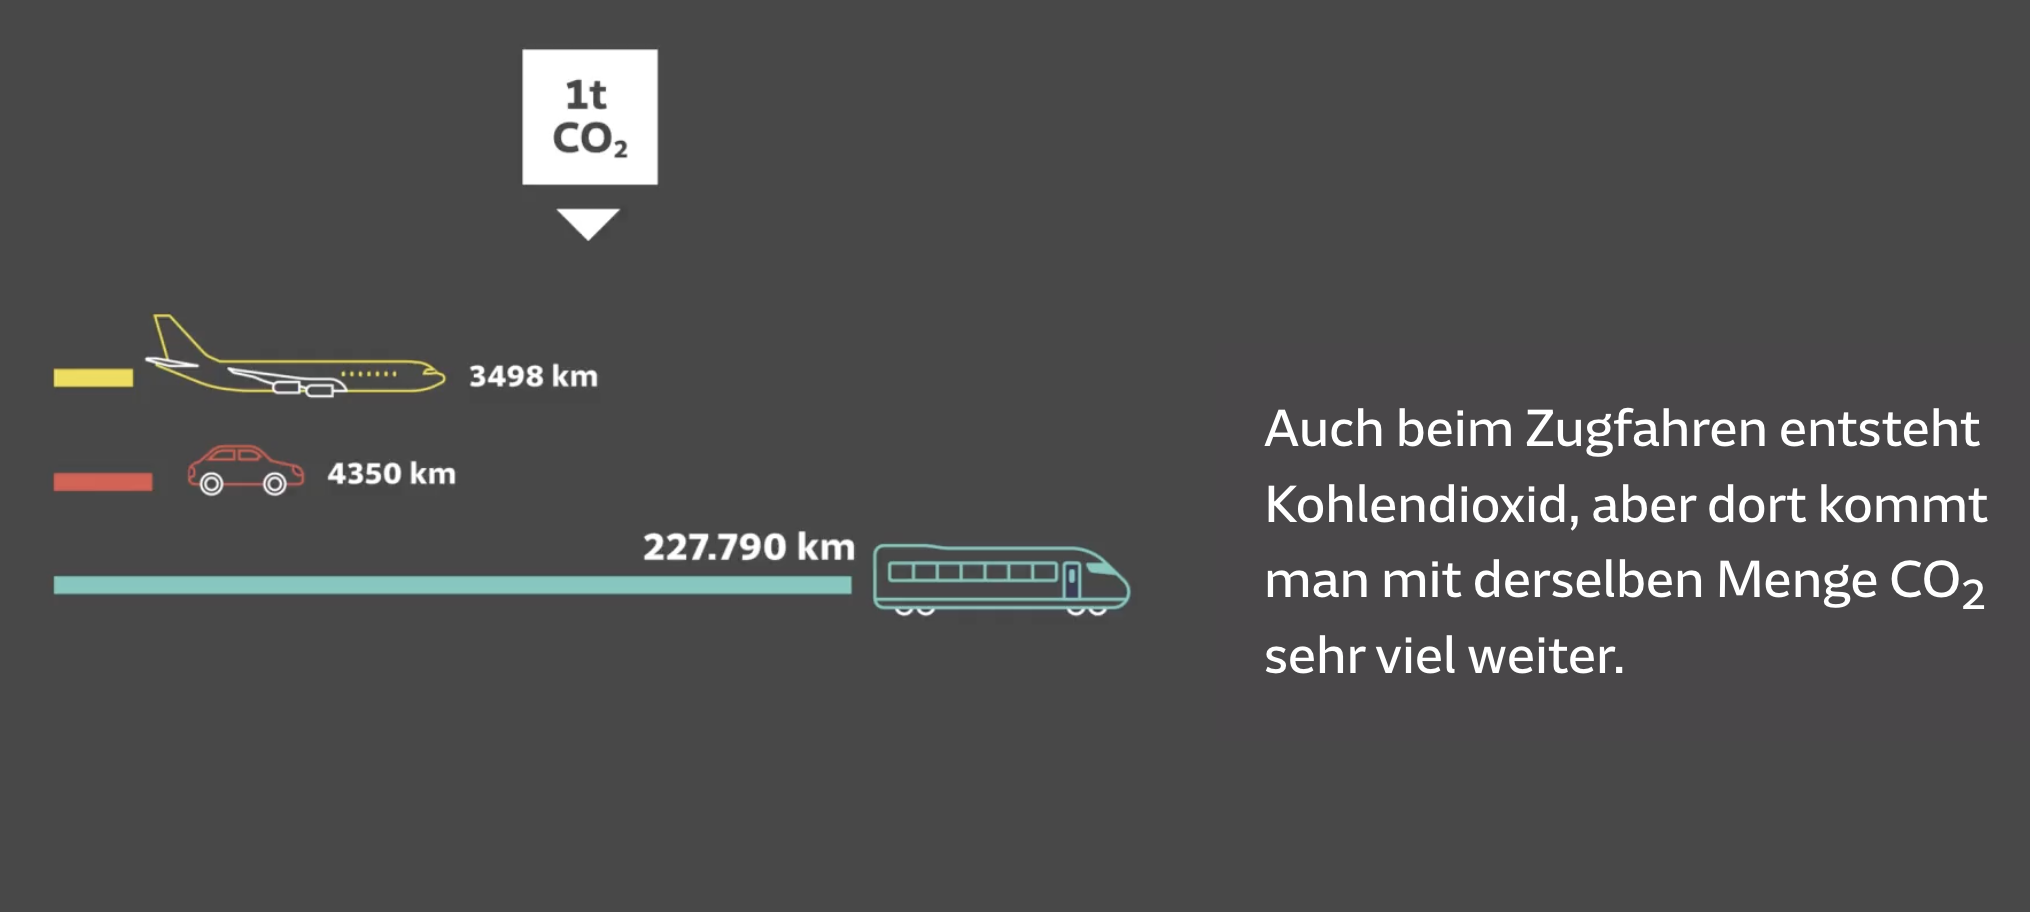 1t
CO₂
3498 km
4350 km
227.790 km
Auch beim Zugfahren entsteht
Kohlendioxid, aber dort kommt
man mit derselben Menge CO₂
sehr viel weiter.